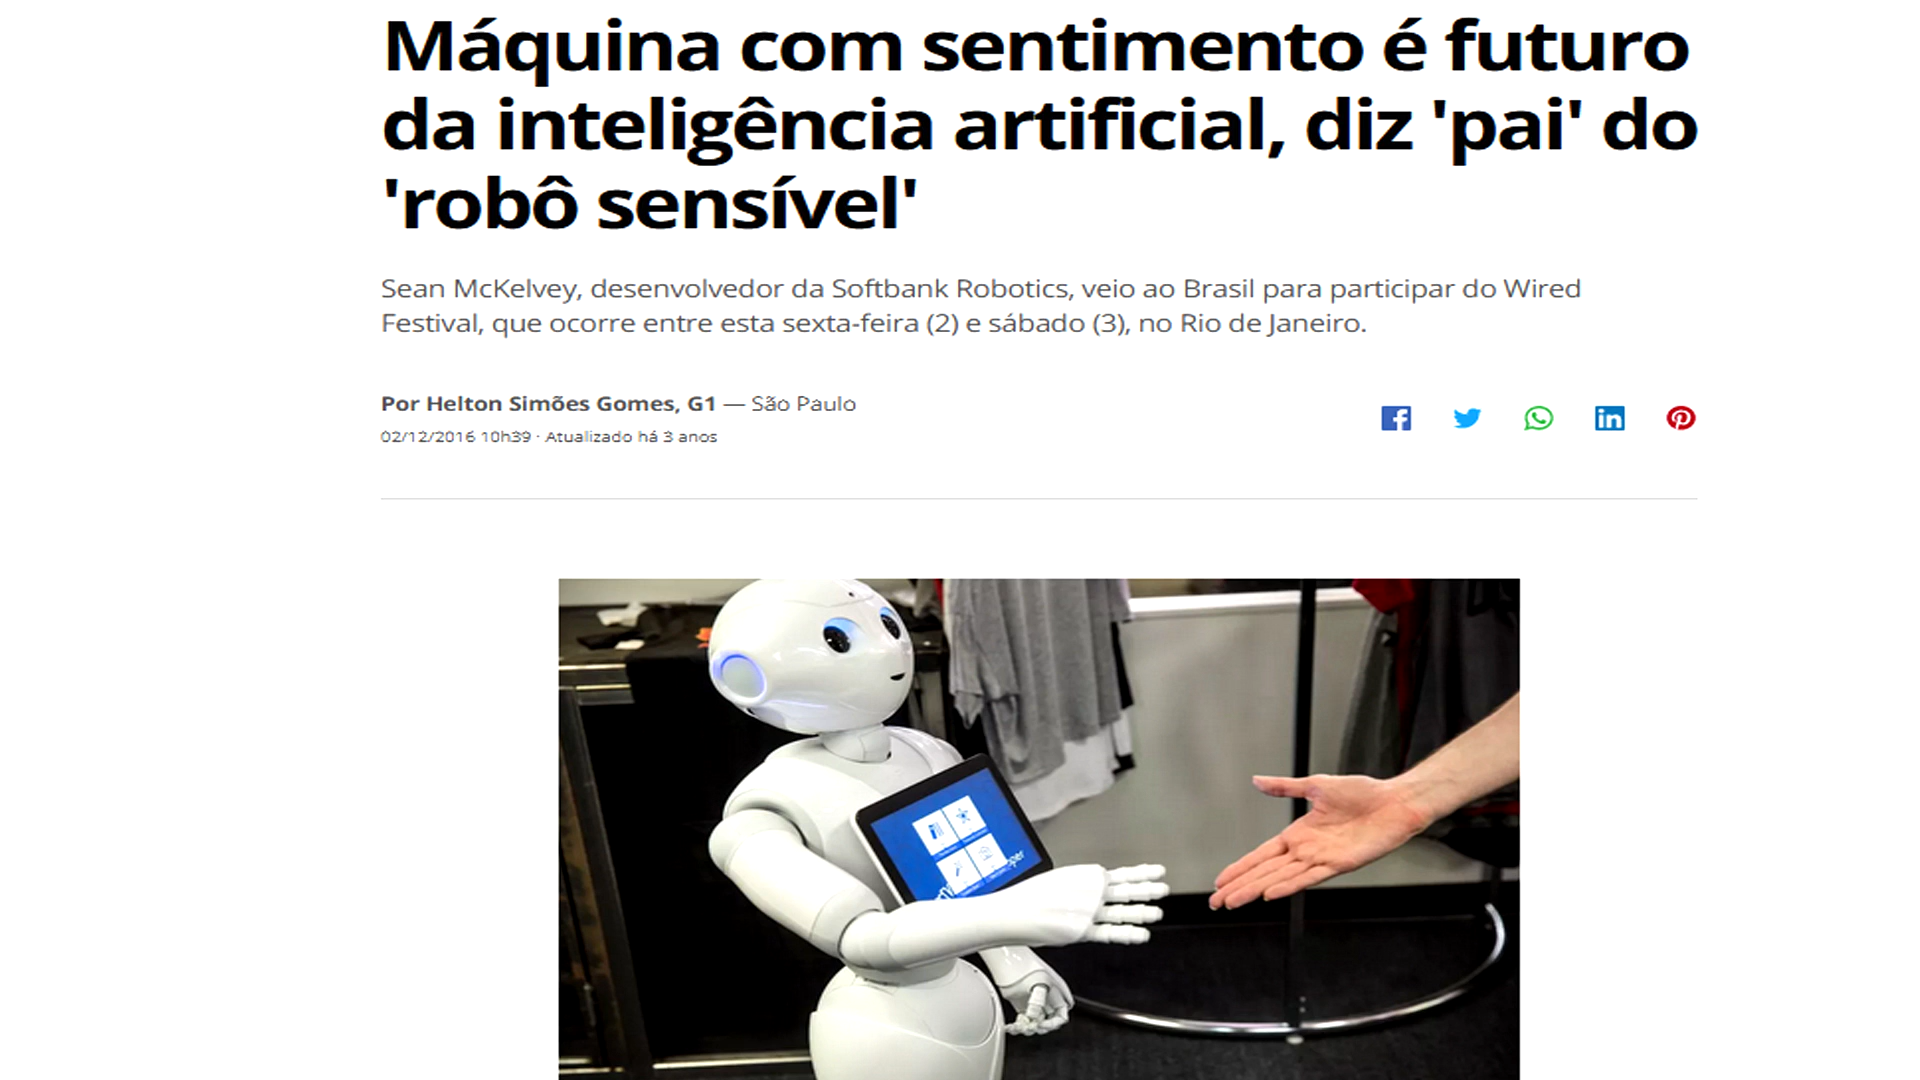 Máquina com sentimento é futuro
da inteligência artificial, diz 'pai' do
'robô sensível'
Sean McKelvey, desenvolvedor da Softbank Robotics, veio ao Brasil para participar do Wired
Festival, que ocorre entre esta sexta-feira (2) e sábado (3), no Rio de Janeiro.
Por Helton Simões Gomes, G1 — São Paulo
02/12/2016 10h39 · Atualizado há 3 anos